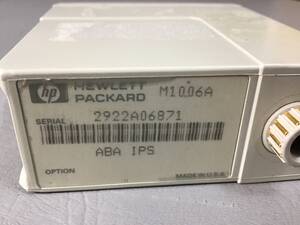 hp HEWLETT
PACKARD M1006A
SERIAL 2922A06871
ABA IPS
OPTION MADE IN U.S.A